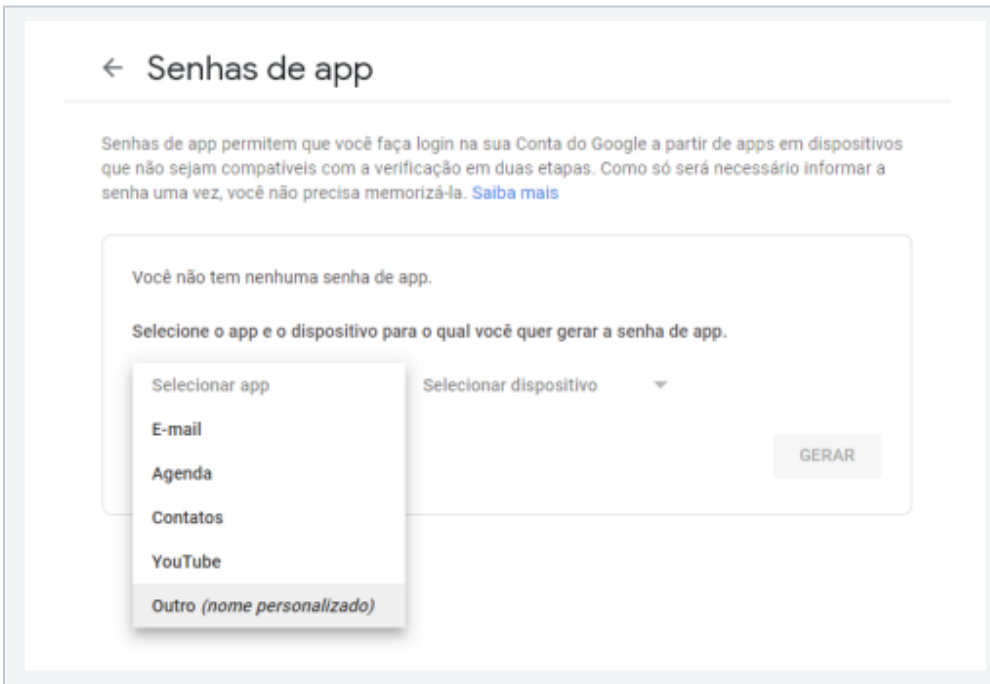 Senhas de app
Senhas de app permitem que você faça login na sua Conta do Google a partir de apps em dispositivos
que não sejam compatíveis com a verificação em duas etapas. Como só será necessário informar a
senha uma vez, você não precisa memorizá-la. Saiba mais
Você não tem nenhuma senha de app.
Selecione o app e o dispositivo para o qual você quer gerar a senha de app.
Selecionar app
Selecionar dispositivo
E-mail
Agenda
GERAR
Contatos
YouTube
Outro (nome personalizado)